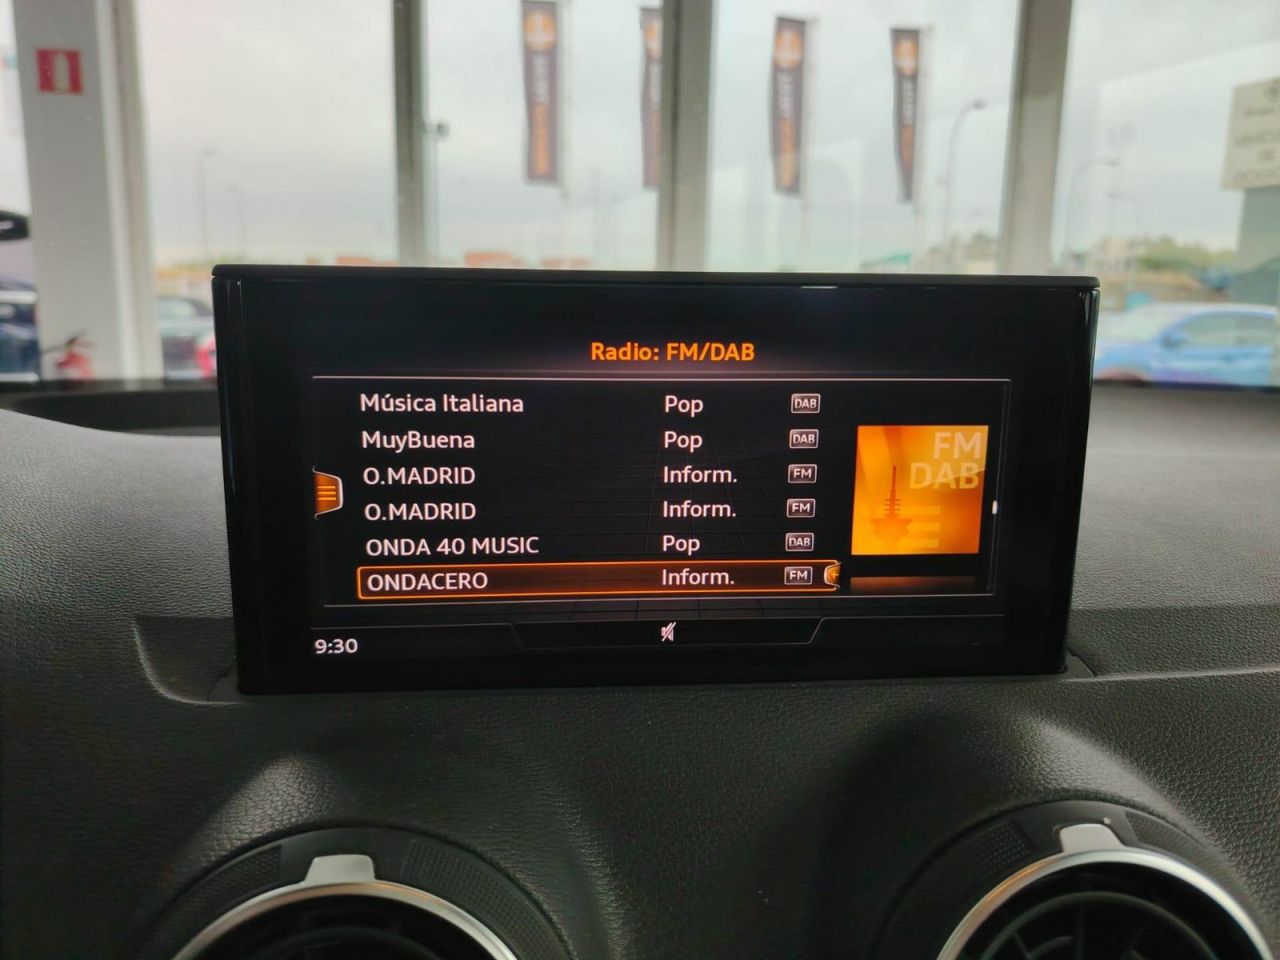 Radio: FM/DAB
Música Italiana Pop DAB
MuyBuena Pop DAB
O.MADRID Inform. FM
O.MADRID Inform. FM
ONDA 40 MUSIC Pop DAB
ONDACERO Inform. FM
FM
DAB
9:30